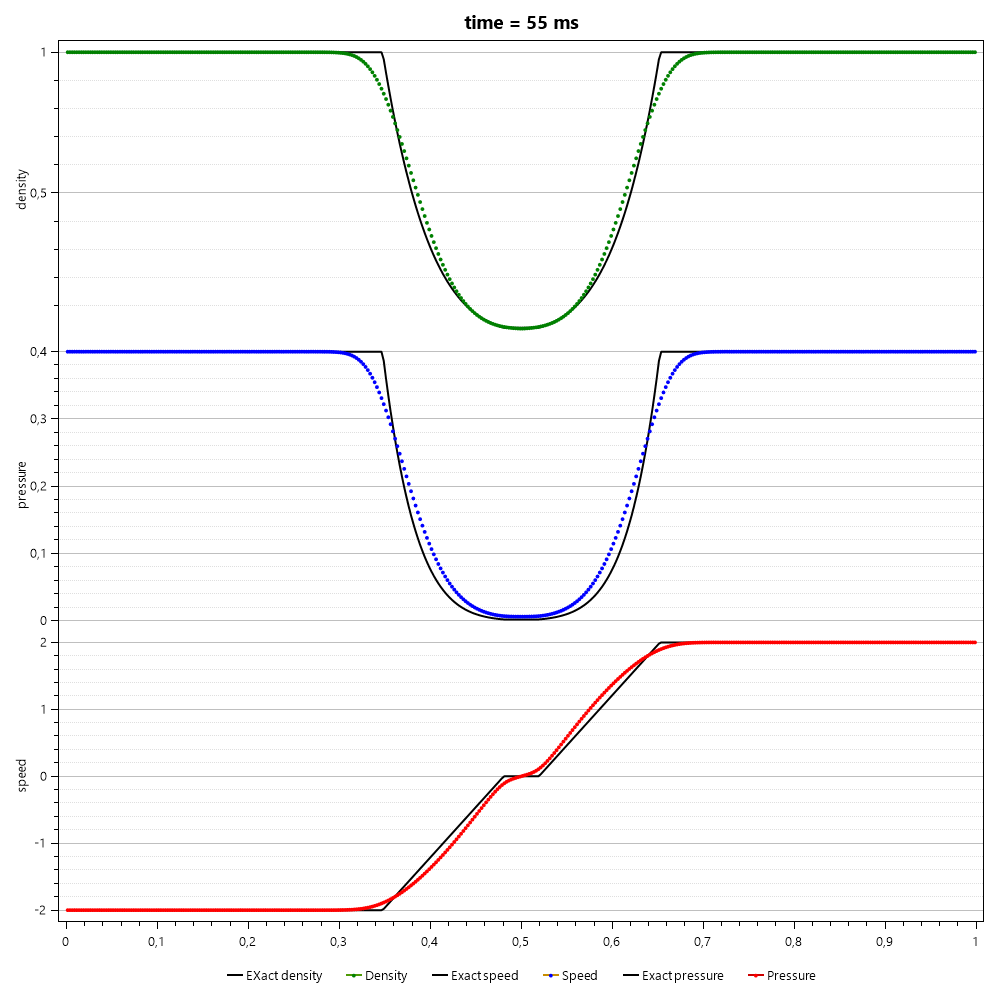 time = 55 ms
1
0,5
density
0,4
0,3
0,2
0,1
0
pressure
2
1
0
-1
-2
speed
0 0,1 0,2 0,3 0,4 0,5 0,6 0,7 0,8 0,9 1
EXact density Density Exact speed Speed Exact pressure Pressure